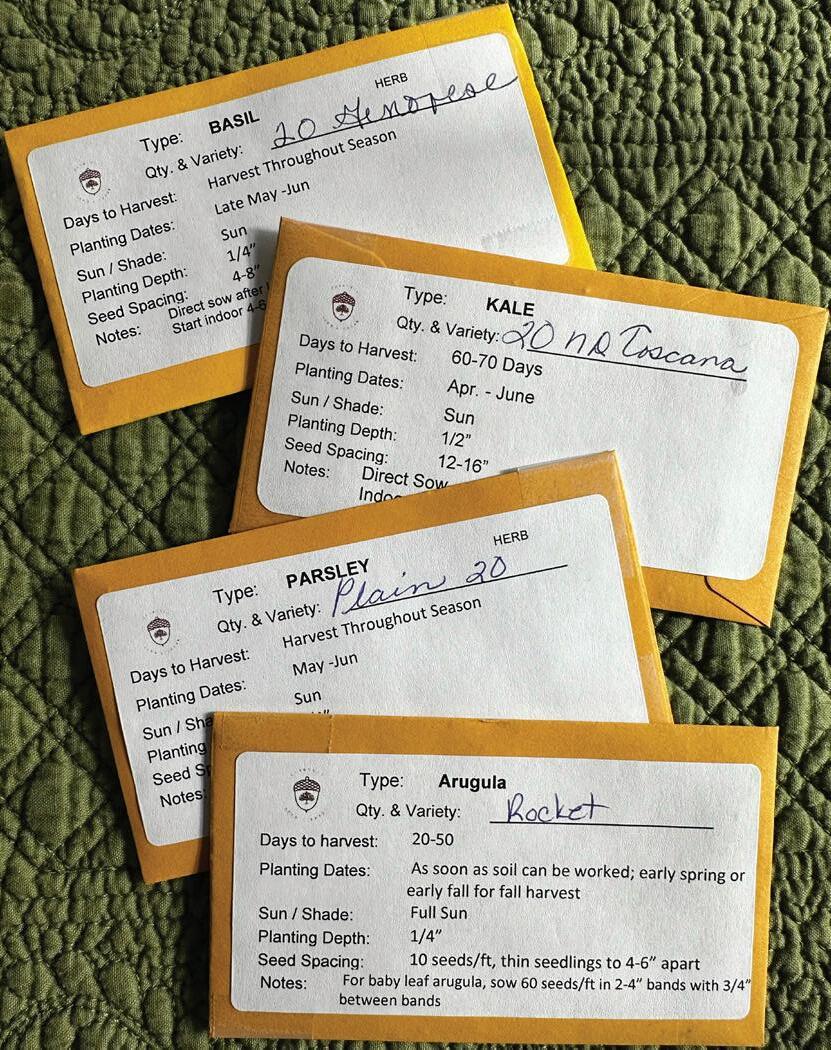 HERB
Type: BASIL
Qty. & Variety: 20 Genovese
Days to Harvest: Harvest Throughout Season
Planting Dates: Late May -Jun
Sun / Shade: Sun
Planting Depth: 1/4"
Seed Spacing: 4-8"
Notes: Direct sow after
Start indoor 4-6
Type: KALE
Qty. & Variety: 20 Toscana
Days to Harvest: 60-70 Days
Planting Dates: Apr. - June
Sun / Shade: Sun
Planting Depth: 1/2"
Seed Spacing: 12-16"
Notes: Direct Sow
Indoo
HERB
Type: PARSLEY
Qty. & Variety: Plain 20
Days to Harvest: Harvest Throughout Season
Planting Dates: May -Jun
Sun / Sha Sun
Planting
Seed Sp
Notes:
Type: Arugula
Qty. & Variety: Rocket
Days to harvest: 20-50
Planting Dates: As soon as soil can be worked; early spring or
early fall for fall harvest
Sun / Shade: Full Sun
Planting Depth: 1/4"
Seed Spacing: 10 seeds/ft, thin seedlings to 4-6" apart
Notes: For baby leaf arugula, sow 60 seeds/ft in 2-4" bands with 3/4"
between bands